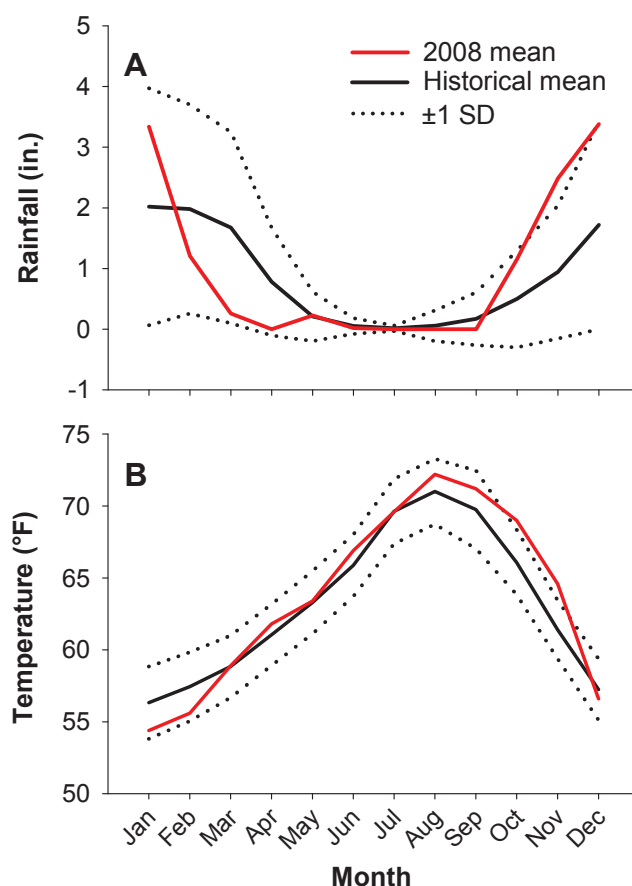 5
4
3
2
1
0
-1
Rainfall (in.)
A
2008 mean
Historical mean
±1 SD
75
70
65
60
55
50
Temperature (°F)
B
Jan
Feb
Mar
Apr
May
Jun
Jul
Aug
Sep
Oct
Nov
Dec
Month